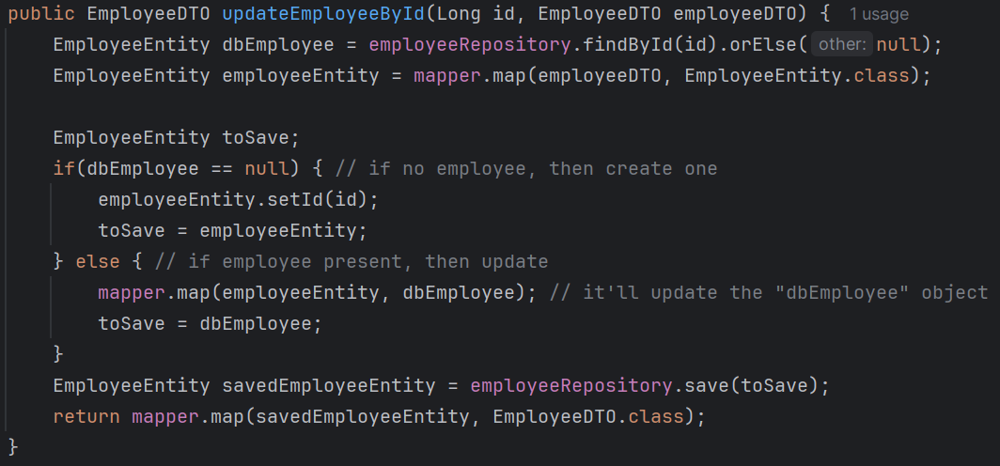 public EmployeeDTO updateEmployeeById(Long id, EmployeeDTO employeeDTO) { 1 usage
    EmployeeEntity dbEmployee = employeeRepository.findById(id).orElse( other: null);
    EmployeeEntity employeeEntity = mapper.map(employeeDTO, EmployeeEntity.class);

    EmployeeEntity toSave;
    if(dbEmployee == null) { // if no employee, then create one
        employeeEntity.setId(id);
        toSave = employeeEntity;
    } else { // if employee present, then update
        mapper.map(employeeEntity, dbEmployee); // it'll update the "dbEmployee" object
        toSave = dbEmployee;
    }
    EmployeeEntity savedEmployeeEntity = employeeRepository.save(toSave);
    return mapper.map(savedEmployeeEntity, EmployeeDTO.class);
}